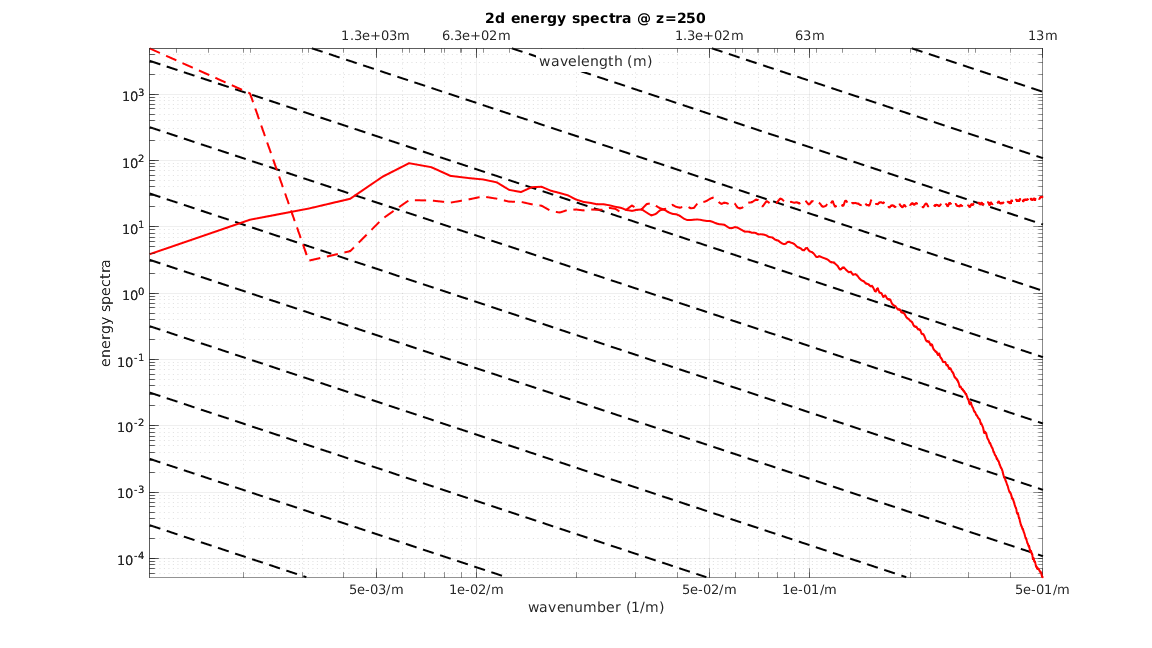 2d energy spectra @ z=250
1.3e+03m 6.3e+02m 1.3e+02m 63m 13m
wavelength (m)
10³
10²
10¹
10⁰
10⁻¹
10⁻²
10⁻³
10⁻⁴
energy spectra
5e-03/m 1e-02/m 5e-02/m 1e-01/m 5e-01/m
wavenumber (1/m)